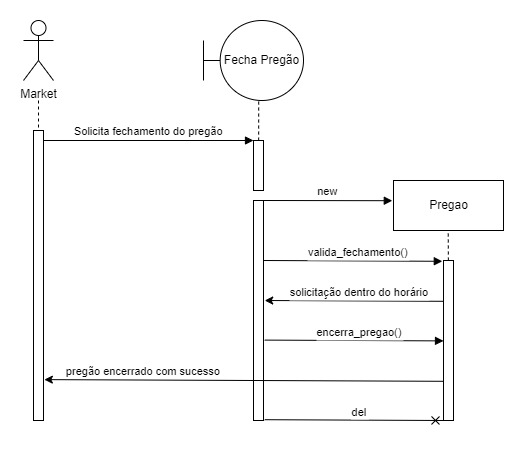 Fecha Pregão
Market
Solicita fechamento do pregão
new
Pregao
valida_fechamento()
solicitação dentro do horário
encerra_pregao()
pregão encerrado com sucesso
del